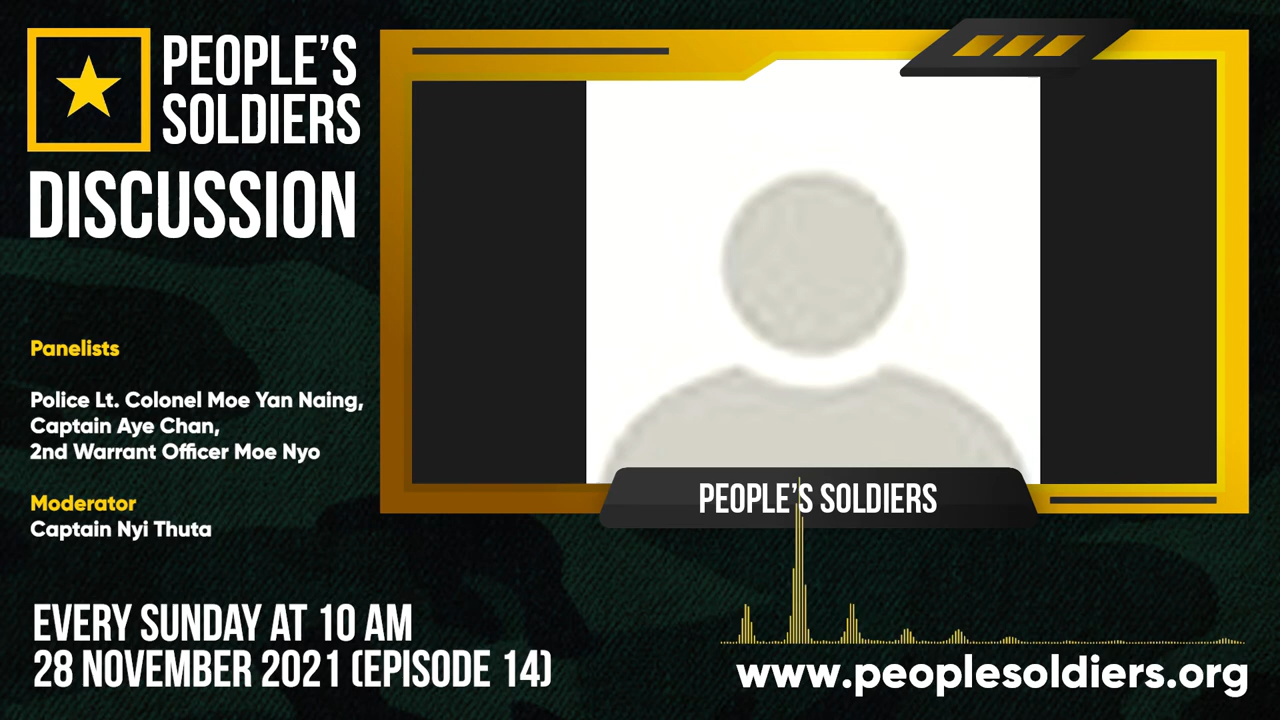 PEOPLE'S
SOLDIERS
DISCUSSION
Panelists
Police Lt. Colonel Moe Yan Naing,
Captain Aye Chan,
2nd Warrant Officer Moe Nyo
Moderator
Captain Nyi Thuta
EVERY SUNDAY AT 10 AM
28 NOVEMBER 2021 (EPISODE 14)
PEOPLE'S SOLDIERS
www.peoplesoldiers.org